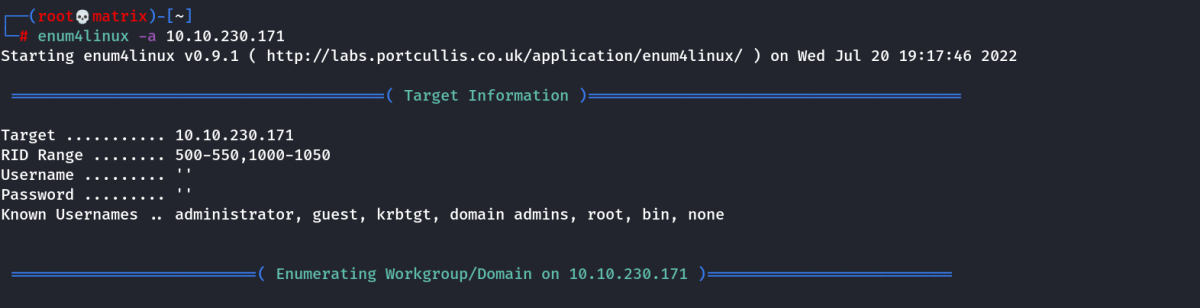 ┌──(root💀matrix)-[~]
└─# enum4linux -a 10.10.230.171
Starting enum4linux v0.9.1 ( http://labs.portcullis.co.uk/application/enum4linux/ ) on Wed Jul 20 19:17:46 2022
=========================================( Target Information )=========================================
Target ........... 10.10.230.171
RID Range ........ 500-550,1000-1050
Username ......... ''
Password ......... ''
Known Usernames .. administrator, guest, krbtgt, domain admins, root, bin, none
===========================( Enumerating Workgroup/Domain on 10.10.230.171 )===========================